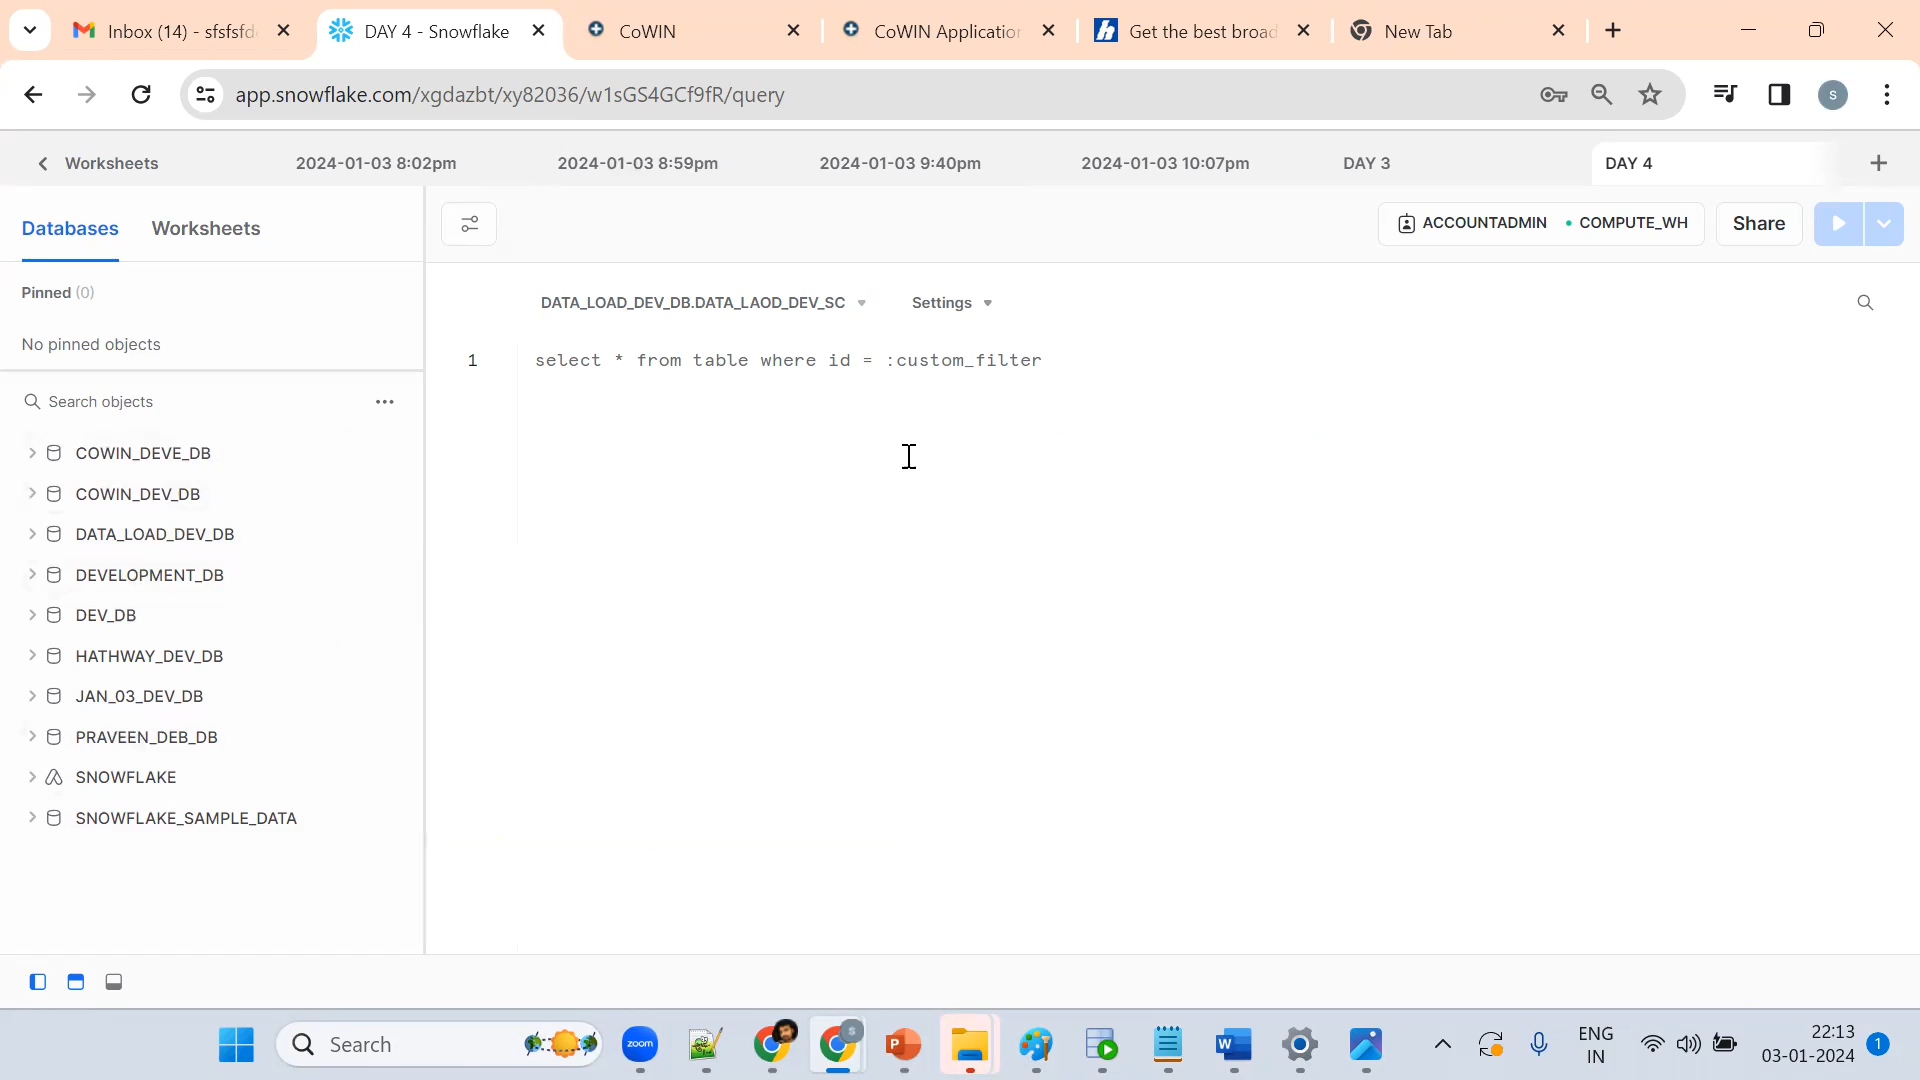 Inbox (14) - sfsfsfd
DAY 4 - Snowflake
CoWIN
CoWIN Application
Get the best broad
New Tab
app.snowflake.com/xgdazbt/xy82036/w1sGS4GCf9fR/query
S
Worksheets
2024-01-03 8:02pm
2024-01-03 8:59pm
2024-01-03 9:40pm
2024-01-03 10:07pm
DAY 3
DAY 4
Databases
Worksheets
ACCOUNTADMIN
COMPUTE_WH
Share
Pinned (0)
No pinned objects
DATA_LOAD_DEV_DB.DATA_LAOD_DEV_SC
Settings
1
select * from table where id = :custom_filter
Search objects
COWIN_DEVE_DB
COWIN_DEV_DB
DATA_LOAD_DEV_DB
DEVELOPMENT_DB
DEV_DB
HATHWAY_DEV_DB
JAN_03_DEV_DB
PRAVEEN_DEB_DB
SNOWFLAKE
SNOWFLAKE_SAMPLE_DATA
Search
zoom
S
P
W
ENG
IN
22:13
03-01-2024
1